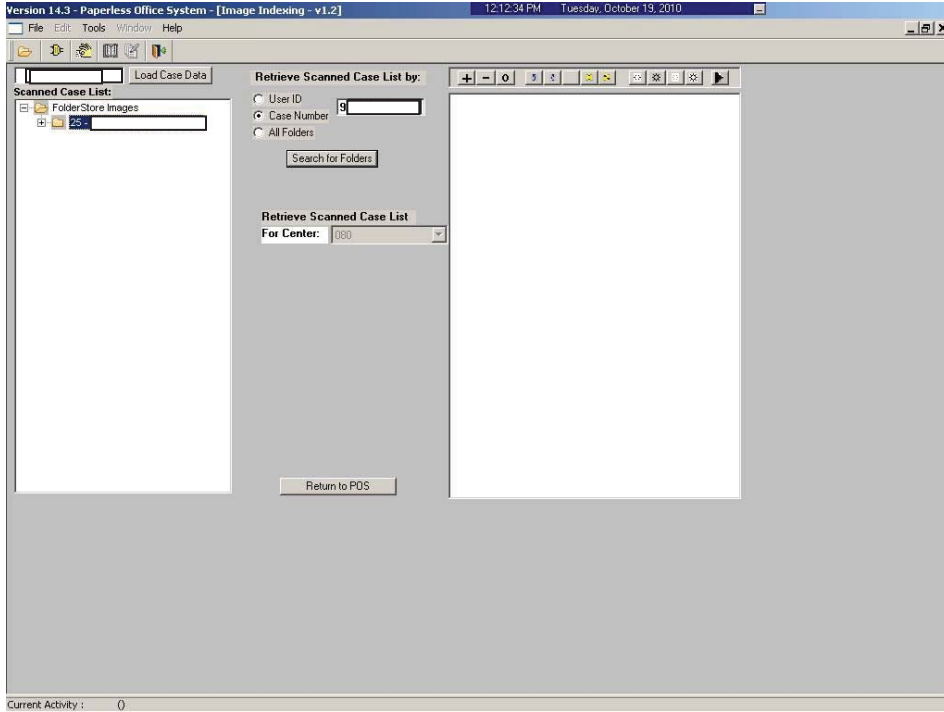 Version 14.3 - Paperless Office System - [Image Indexing - v1.2]
12:12:34 PM Tuesday, October 19, 2010
File Edit Tools Window Help
Load Case Data
Scanned Case List:
FolderStore Images
25 -
Retrieve Scanned Case List by:
User ID
Case Number
All Folders
9
Search for Folders
Retrieve Scanned Case List
For Center: 080
Return to POS
+ - 0
Current Activity : ()